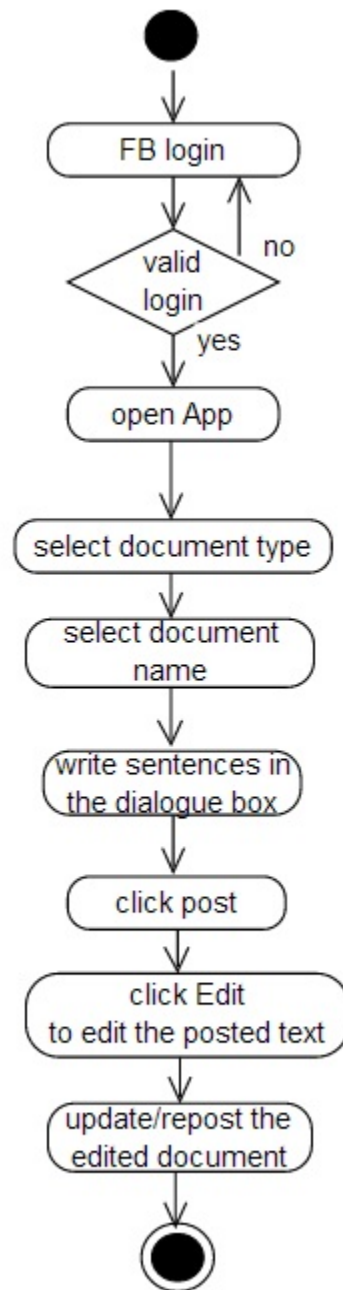 FB login
valid
login
no
yes
open App
select document type
select document
name
write sentences in
the dialogue box
click post
click Edit
to edit the posted text
update/repost the
edited document